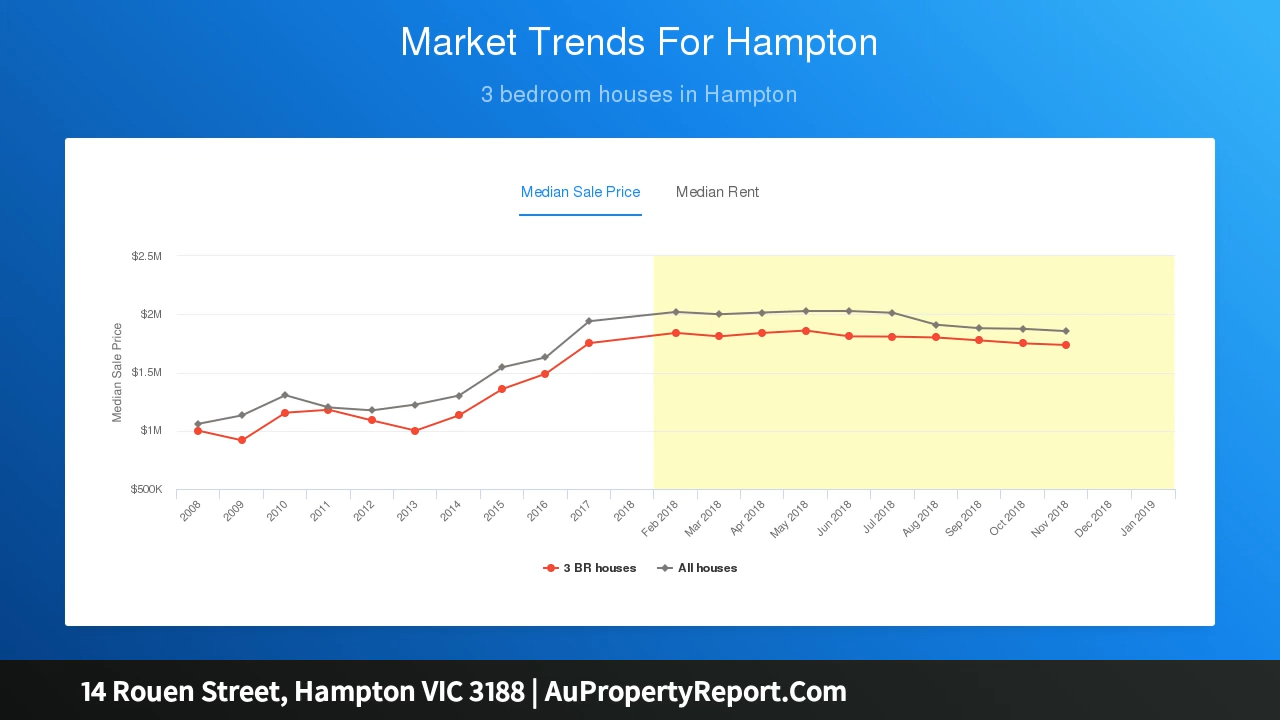 Market Trends For Hampton
3 bedroom houses in Hampton
Median Sale Price
Median Rent
Median Sale Price
$2.5M
$2M
$1.5M
$1M
$500K
2008
2009
2010
2011
2012
2013
2014
2015
2016
2017
2018
Feb 2018
Mar 2018
Apr 2018
May 2018
Jun 2018
Jul 2018
Aug 2018
Sep 2018
Oct 2018
Nov 2018
Dec 2018
Jan 2019
3 BR houses
All houses
14 Rouen Street, Hampton VIC 3188 | AuPropertyReport.Com